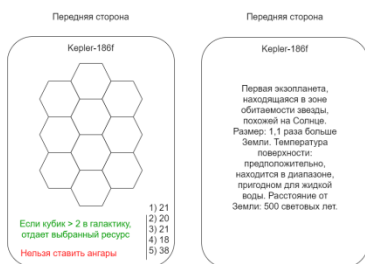 Передняя сторона
Kepler-186f
1) 21
2) 20
3) 21
4) 18
5) 38
Если кубик > 2 в галактику,
отдает выбранный ресурс
Нельзя ставить ангары
Передняя сторона
Kepler-186f
Первая экзопланета,
находящаяся в зоне
обитаемости звезды,
похожей на Солнце.
Размер: 1,1 раза больше
Земли. Температура
поверхности:
предположительно,
находится в диапазоне,
пригодном для жидкой
воды. Расстояние от
Земли: 500 световых лет.